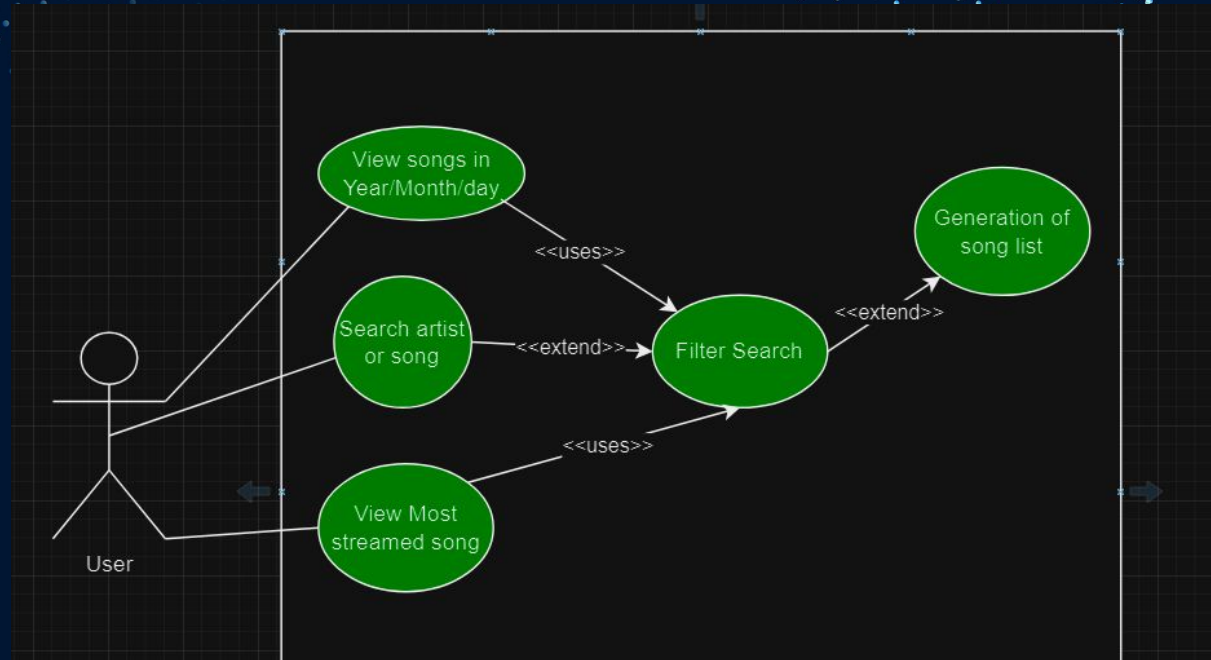 View songs in
Year/Month/day
<<uses>>
Generation of
song list
Search artist
or song
<<extend>>
Filter Search
<<extend>>
<<uses>>
View Most
streamed song
User